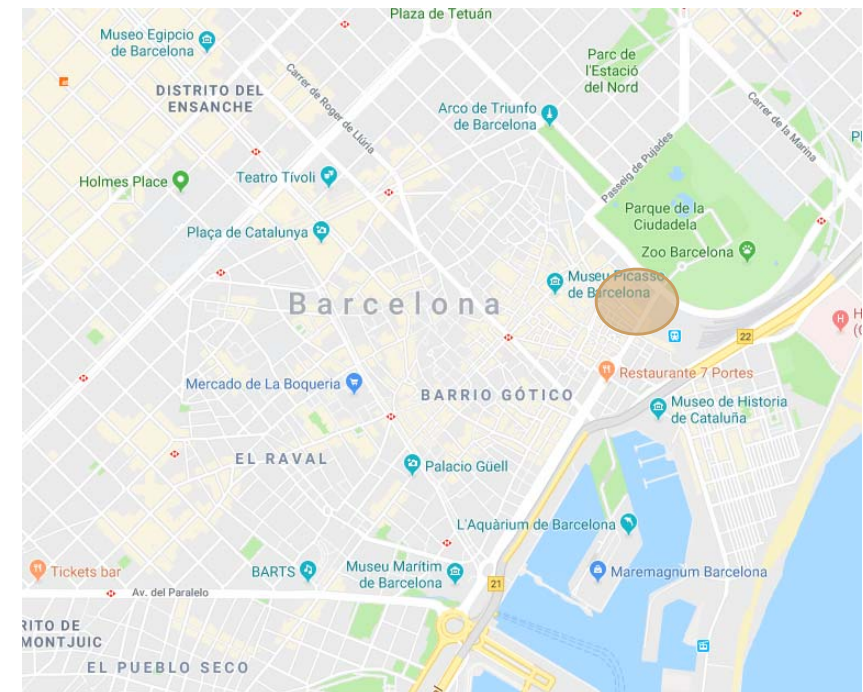 Plaza de Tetuán
Museo Egipcio
de Barcelona
DISTRITO DEL
ENSANCHE
Carrer de Roger de Llúria
Parc de
l'Estació
del Nord
Arco de Triunfo
de Barcelona
Carrer de la Marina
Pl
Passeig de Pujades
Holmes Place
Teatro Tívoli
Plaça de Catalunya
Parque de la
Ciudadela
Zoo Barcelona
Museu Picasso
de Barcelona
Barcelona
22
H
H
(C
Restaurante 7 Portes
Mercado de La Boqueria
BARRIO GÓTICO
Museo de Historia
de Cataluña
EL RAVAL
Palacio Güell
L'Aquàrium de Barcelona
Tickets bar
BARTS
Museu Marítim
de Barcelona
21
Maremagnum Barcelona
Av. del Paralelo
RITO DE
MONTJUIC
EL PUEBLO SECO